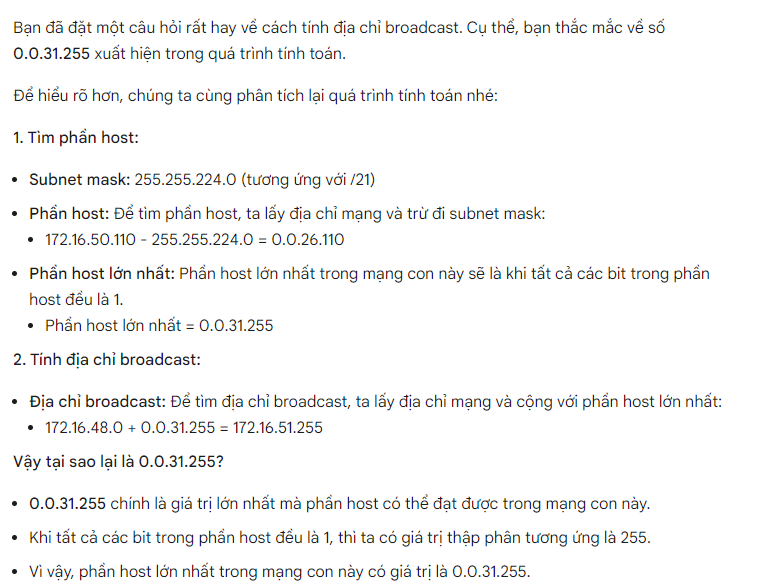 Bạn đã đặt một câu hỏi rất hay về cách tính địa chỉ broadcast. Cụ thể, bạn thắc mắc về số
0.0.31.255 xuất hiện trong quá trình tính toán.
Để hiểu rõ hơn, chúng ta cùng phân tích lại quá trình tính toán nhé:
1. Tìm phần host:
• Subnet mask: 255.255.224.0 (tương ứng với /21)
• Phần host: Để tìm phần host, ta lấy địa chỉ mạng và trừ đi subnet mask:
• 172.16.50.110 - 255.255.224.0 = 0.0.26.110
• Phần host lớn nhất: Phần host lớn nhất trong mạng con này sẽ là khi tất cả các bit trong phần
host đều là 1.
• Phần host lớn nhất = 0.0.31.255
2. Tính địa chỉ broadcast:
• Địa chỉ broadcast: Để tìm địa chỉ broadcast, ta lấy địa chỉ mạng và cộng với phần host lớn nhất:
• 172.16.48.0 + 0.0.31.255 = 172.16.51.255
Vậy tại sao lại là 0.0.31.255?
• 0.0.31.255 chính là giá trị lớn nhất mà phần host có thể đạt được trong mạng con này.
• Khi tất cả các bit trong phần host đều là 1, thì ta có giá trị thập phân tương ứng là 255.
• Vì vậy, phần host lớn nhất trong mạng con này có giá trị là 0.0.31.255.